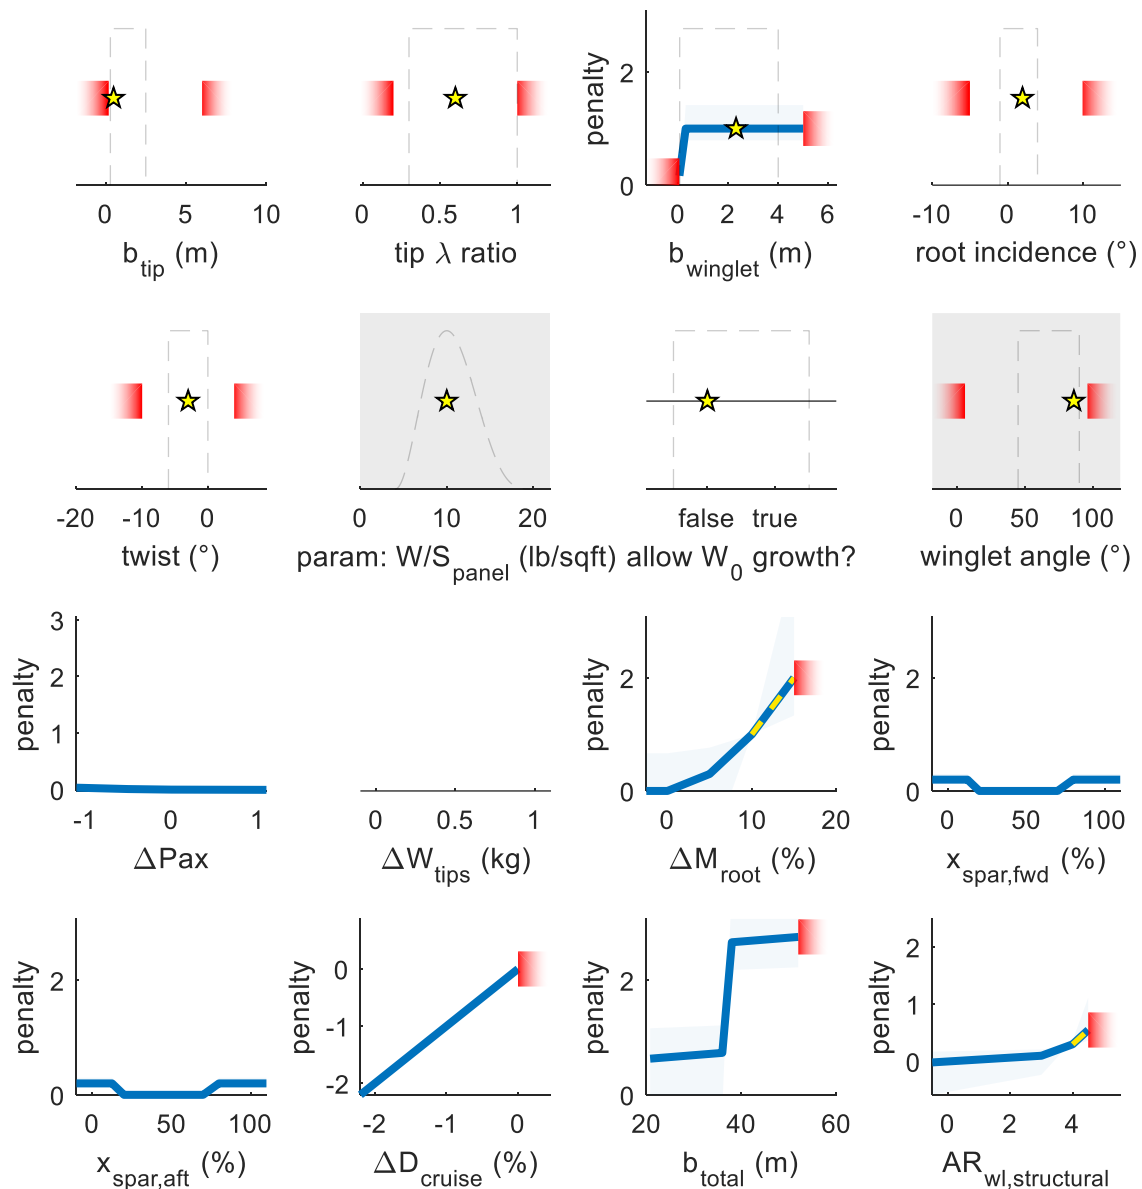 penalty
2
0
0 5 10
0 0.5 1
0 2 4 6
-10 0 10
b_tip (m)
tip λ ratio
b_winglet (m)
root incidence (°)
-20 -10 0
0 10 20
false true
0 50 100
twist (°)
param: W/S_panel (lb/sqft)
allow W_0 growth?
winglet angle (°)
penalty
3
2
1
0
-1 0 1
ΔPax
0 0.5 1
ΔW_tips (kg)
penalty
2
0
0 10 20
ΔM_root (%)
penalty
2
0
0 50 100
x_spar,fwd (%)
penalty
2
0
0 50 100
x_spar,aft (%)
penalty
0
-1
-2
-2 -1 0
ΔD_cruise (%)
penalty
2
0
20 40 60
b_total (m)
penalty
2
1
0
0 2 4
AR_wl,structural